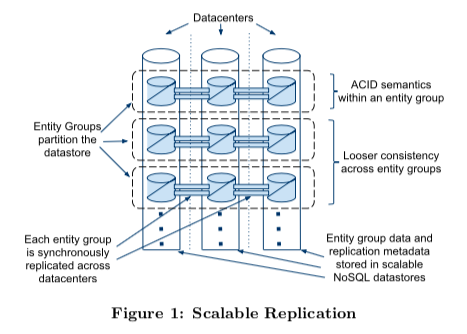 Datacenters
ACID semantics
within an entity group
Entity Groups
partition the
datastore
Looser consistency
across entity groups
Each entity group
is synchronously
replicated across
datacenters
Entity group data and
replication metadata
stored in scalable
NoSQL datastores
Figure 1: Scalable Replication